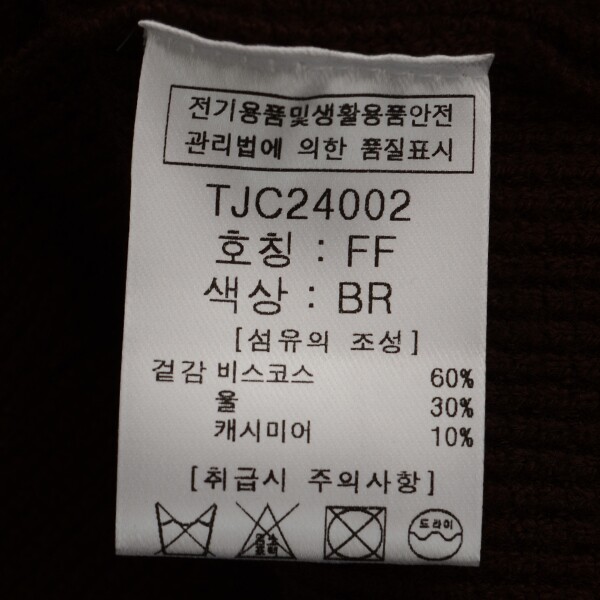 전기용품및생활용품안전
관리법에 의한 품질표시
TJC24002
호칭 : FF
색상 : BR
[섬유의 조성]
겉감 비스코스 60%
울 30%
캐시미어 10%
[취급시 주의사항]
드라이